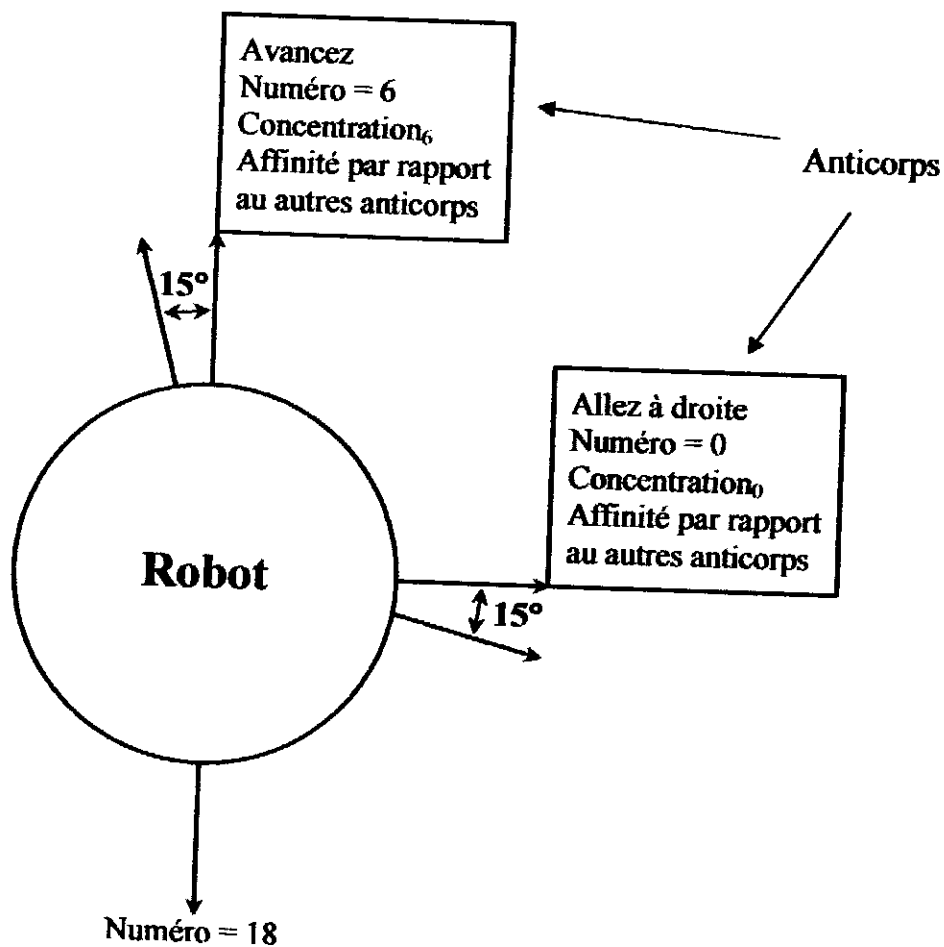 Avancez
Numéro = 6
Concentration₆
Affinité par rapport
au autres anticorps
Anticorps
15°
Allez à droite
Numéro = 0
Concentration₀
Affinité par rapport
au autres anticorps
Robot
15°
Numéro = 18